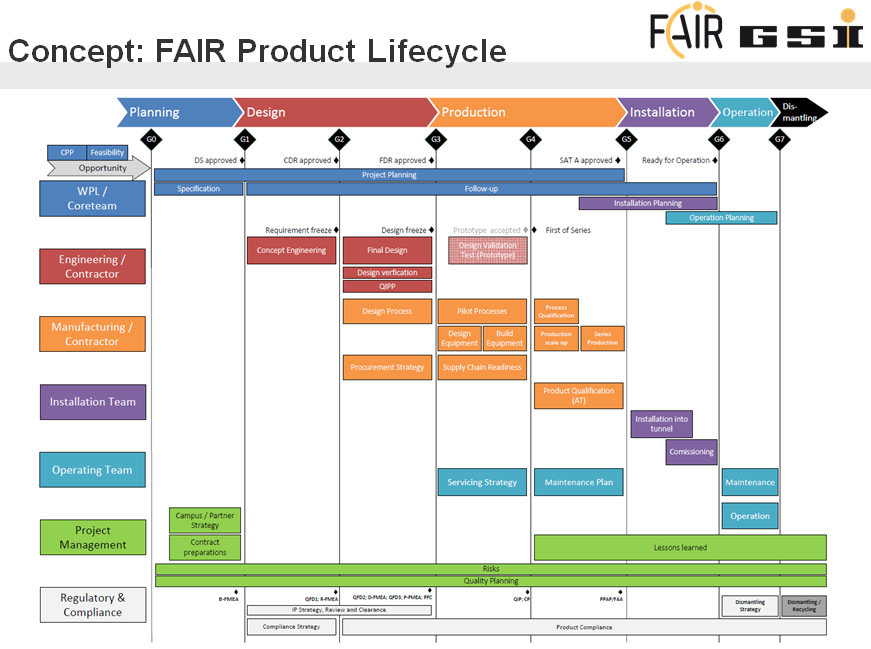 Concept: FAIR Product Lifecycle
FAIR GSI
Planning
Design
Production
Installation
Operation
Dis-
mantling
G0
G1
G2
G3
G4
G5
G6
G7
CPP
Feasibility
Opportunity
DS approved
CDR approved
FDR approved
SAT A approved
Ready for Operation
Project Planning
WPL /
Coreteam
Specification
Follow-up
Installation Planning
Operation Planning
Requirement freeze
Design freeze
Prototype accepted
First of Series
Engineering /
Contractor
Concept Engineering
Final Design
Design Validation
Test (Prototype)
Design verfication
QIPP
Manufacturing /
Contractor
Design Process
Pilot Processes
Process
Qualification
Design
Equipment
Build
Equipment
Production
scale up
Series
Production
Procurement Strategy
Supply Chain Readiness
Installation Team
Product Qualification
(AT)
Installation into
tunnel
Comissioning
Operating Team
Servicing Strategy
Maintenance Plan
Maintenance
Operation
Project
Management
Campus / Partner
Strategy
Contract
preparations
Lessons learned
Risks
Quality Planning
Regulatory &
Compliance
B-FMEA
QFD1; R-FMEA
QFD2; D-FMEA; QFD3; P-FMEA; PPC
QIP; CP
PPAP/PAA
IP Strategy, Review and Clearance
Dismantling
Strategy
Dismantling /
Recycling
Compliance Strategy
Product Compliance